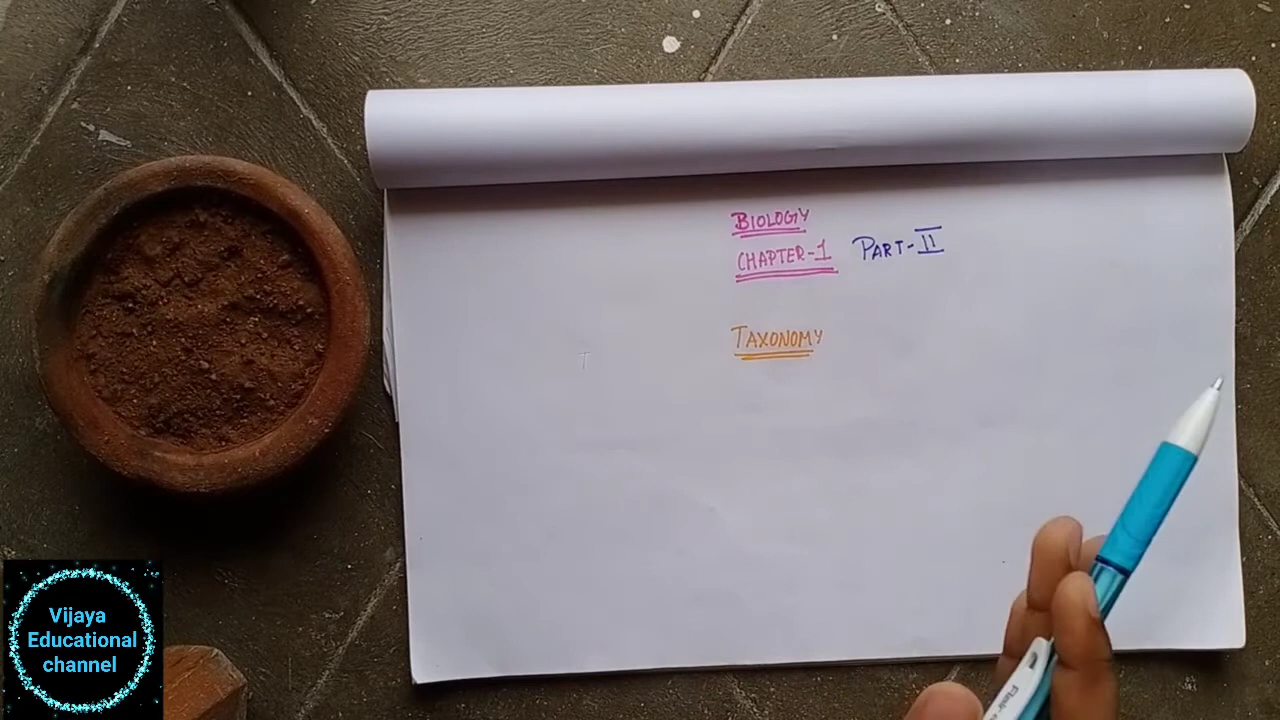 BIOLOGY
CHAPTER-1 PART-II
TAXONOMY
T
Vijaya
Educational
channel